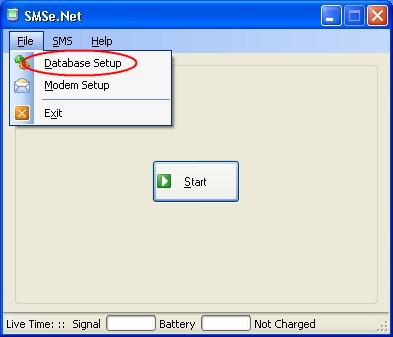 SMSe.Net
File SMS Help
Database Setup
Modem Setup
Exit
Start
Live Time: :: Signal Battery Not Charged